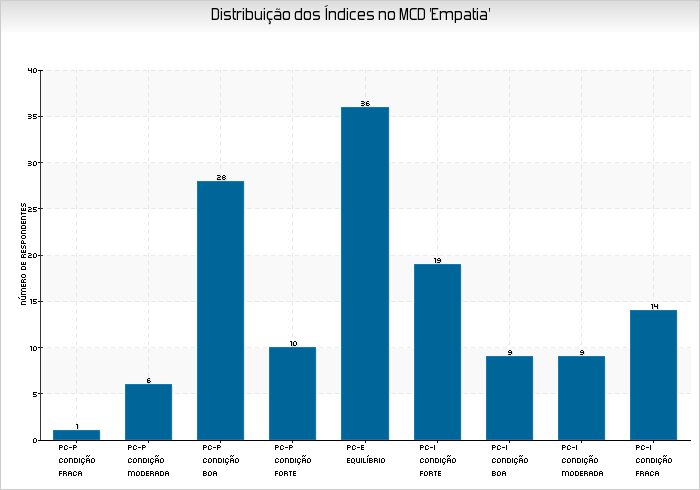 Distribuição dos Índices no MCD 'Empatia'
NÚMERO DE RESPONDENTES
40
35
30
25
20
15
10
5
0
1
6
28
10
36
19
9
9
14
PC-P
CONDIÇÃO
FRACA
PC-P
CONDIÇÃO
MODERADA
PC-P
CONDIÇÃO
BOA
PC-P
CONDIÇÃO
FORTE
PC-E
EQUILÍBRIO
PC-I
CONDIÇÃO
FORTE
PC-I
CONDIÇÃO
BOA
PC-I
CONDIÇÃO
MODERADA
PC-I
CONDIÇÃO
FRACA